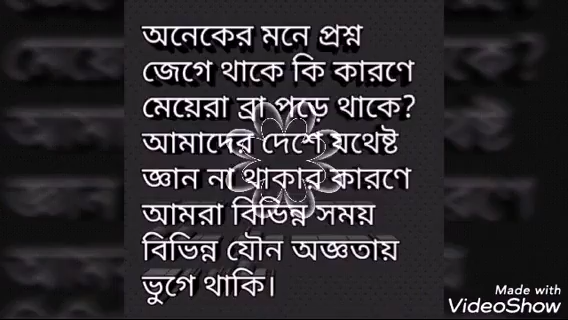 অনেকের মনে প্রশ্ন
জেগে থাকে কি কারণে
মেয়েরা ব্রা পড়ে থাকে?
আমাদের দেশে যথেষ্ট
জ্ঞান না থাকার কারণে
আমরা বিভিন্ন সময়
বিভিন্ন যৌন অজ্ঞতায়
ভুগে থাকি।
Made with
VideoShow